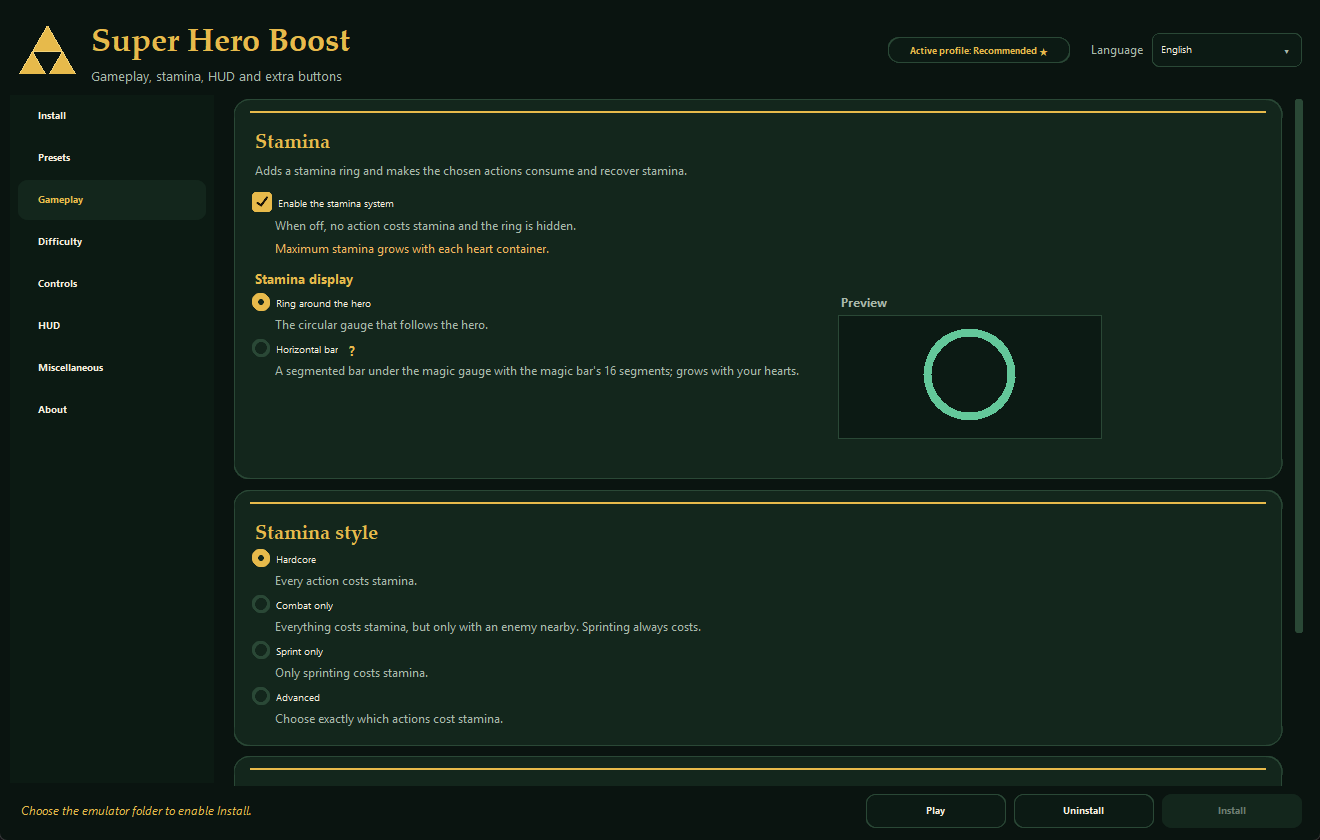 Super Hero Boost
Gameplay, stamina, HUD and extra buttons
Active profile: Recommended ★
Language
English
Install
Presets
Gameplay
Difficulty
Controls
HUD
Miscellaneous
About
Stamina
Adds a stamina ring and makes the chosen actions consume and recover stamina.
Enable the stamina system
When off, no action costs stamina and the ring is hidden.
Maximum stamina grows with each heart container.
Stamina display
Ring around the hero
The circular gauge that follows the hero.
Horizontal bar ?
A segmented bar under the magic gauge with the magic bar's 16 segments; grows with your hearts.
Preview
Stamina style
Hardcore
Every action costs stamina.
Combat only
Everything costs stamina, but only with an enemy nearby. Sprinting always costs.
Sprint only
Only sprinting costs stamina.
Advanced
Choose exactly which actions cost stamina.
Choose the emulator folder to enable Install.
Play
Uninstall
Install